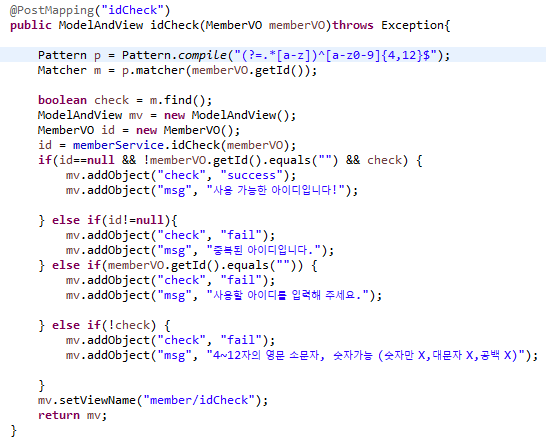 @PostMapping("idCheck")
public ModelAndView idCheck(MemberVO memberVO)throws Exception{
Pattern p = Pattern.compile("(?=.*[a-z])^[a-z0-9]{4,12}$");
Matcher m = p.matcher(memberVO.getId());
boolean check = m.find();
ModelAndView mv = new ModelAndView();
MemberVO id = new MemberVO();
id = memberService.idCheck(memberVO);
if(id==null && !memberVO.getId().equals("") && check) {
mv.addObject("check", "success");
mv.addObject("msg", "사용 가능한 아이디입니다!");
} else if(id!=null){
mv.addObject("check", "fail");
mv.addObject("msg", "중복된 아이디입니다.");
} else if(memberVO.getId().equals("")) {
mv.addObject("check", "fail");
mv.addObject("msg", "사용할 아이디를 입력해 주세요.");
} else if(!check) {
mv.addObject("check", "fail");
mv.addObject("msg", "4~12자의 영문 소문자, 숫자가능 (숫자만 X,대문자 X,공백 X)");
}
mv.setViewName("member/idCheck");
return mv;
}